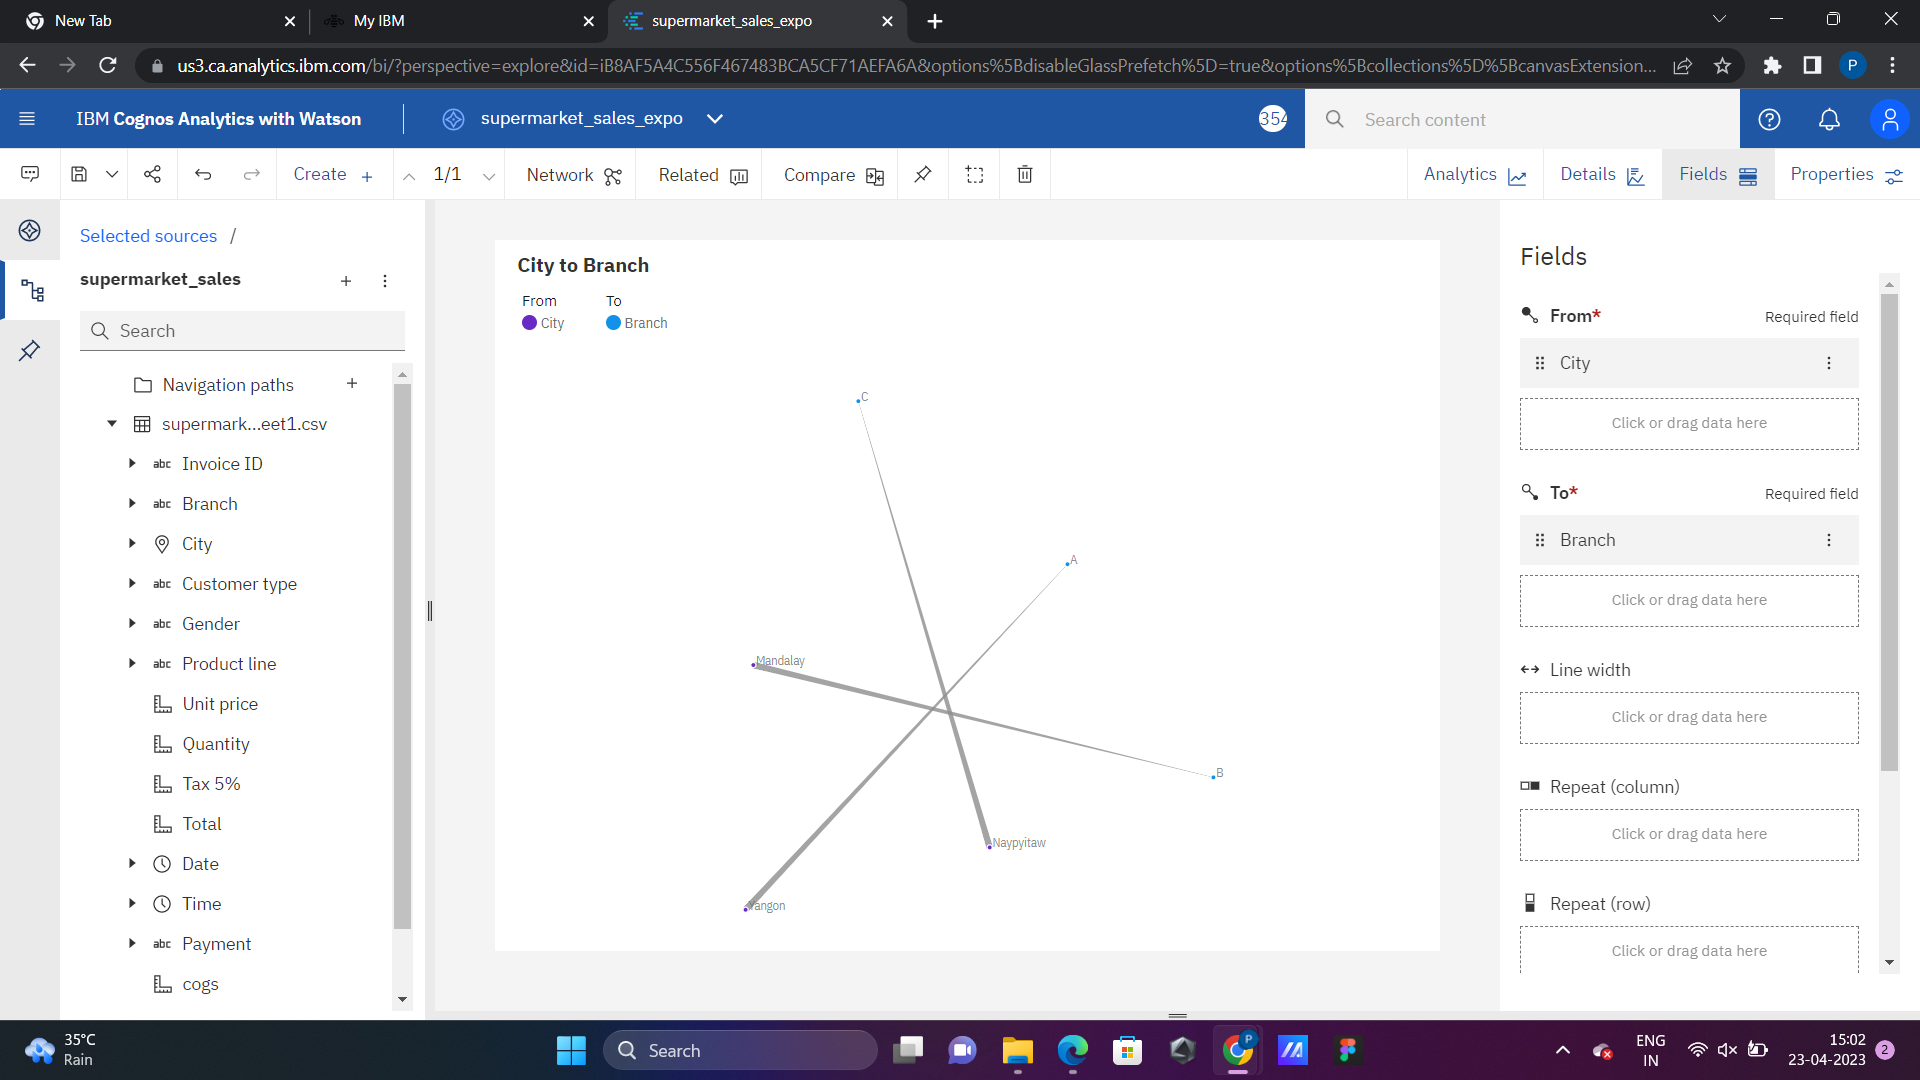 New Tab
My IBM
supermarket_sales_expo
us3.ca.analytics.ibm.com/bi/?perspective=explore&id=iB8AF5A4C556F467483BCA5CF71AEFA6A&options%5BdisableGlassPrefetch%5D=true&options%5Bcollections%5D%5BcanvasExtension...
P
IBM Cognos Analytics with Watson
supermarket_sales_expo
354
Search content
Create
1/1
Network
Related
Compare
Analytics
Details
Fields
Properties
Selected sources /
supermarket_sales
Search
Navigation paths
supermark...eet1.csv
abc Invoice ID
abc Branch
City
abc Customer type
abc Gender
abc Product line
Unit price
Quantity
Tax 5%
Total
Date
Time
abc Payment
cogs
City to Branch
From To
City Branch
C
A
Mandalay
B
Naypyitaw
Yangon
Fields
From* Required field
City
Click or drag data here
To* Required field
Branch
Click or drag data here
Line width
Click or drag data here
Repeat (column)
Click or drag data here
Repeat (row)
Click or drag data here
35°C
Rain
Search
P
ENG
IN
15:02
23-04-2023
2